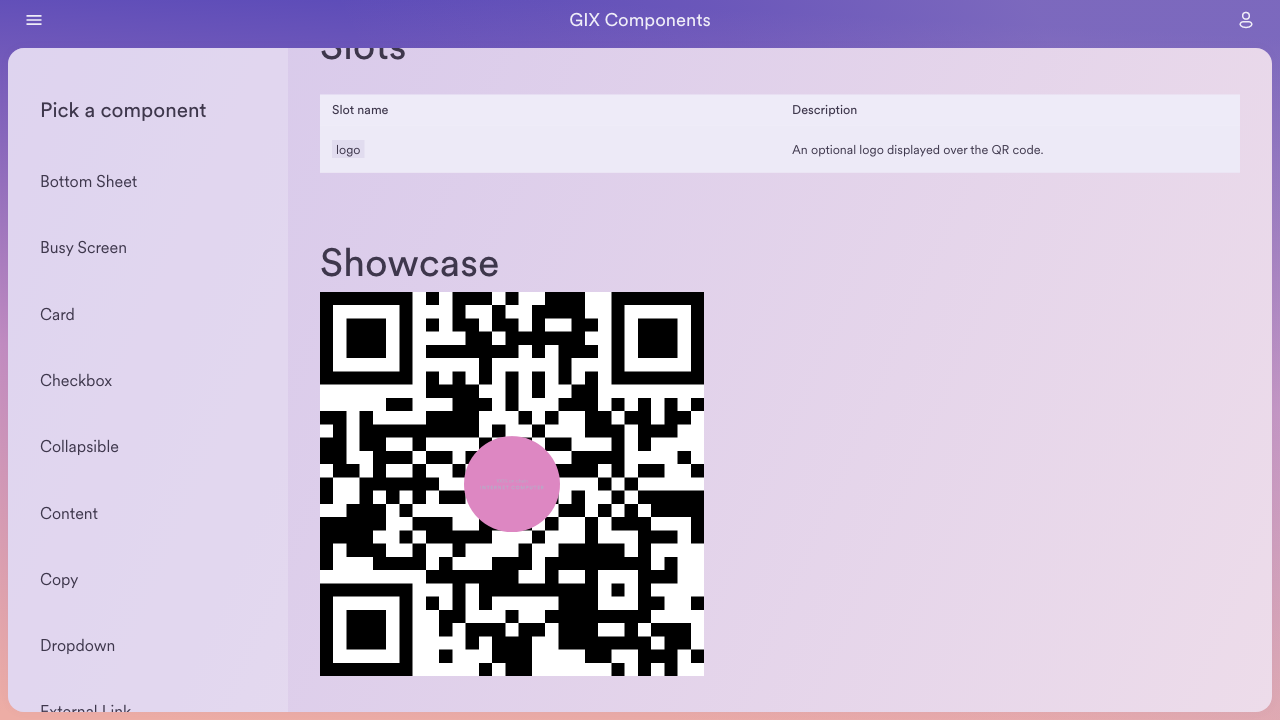 GIX Components
Slots
Pick a component
Slot name
Description
logo
An optional logo displayed over the QR code.
Bottom Sheet
Busy Screen
Showcase
Card
Checkbox
Collapsible
Content
Copy
Dropdown
External Link